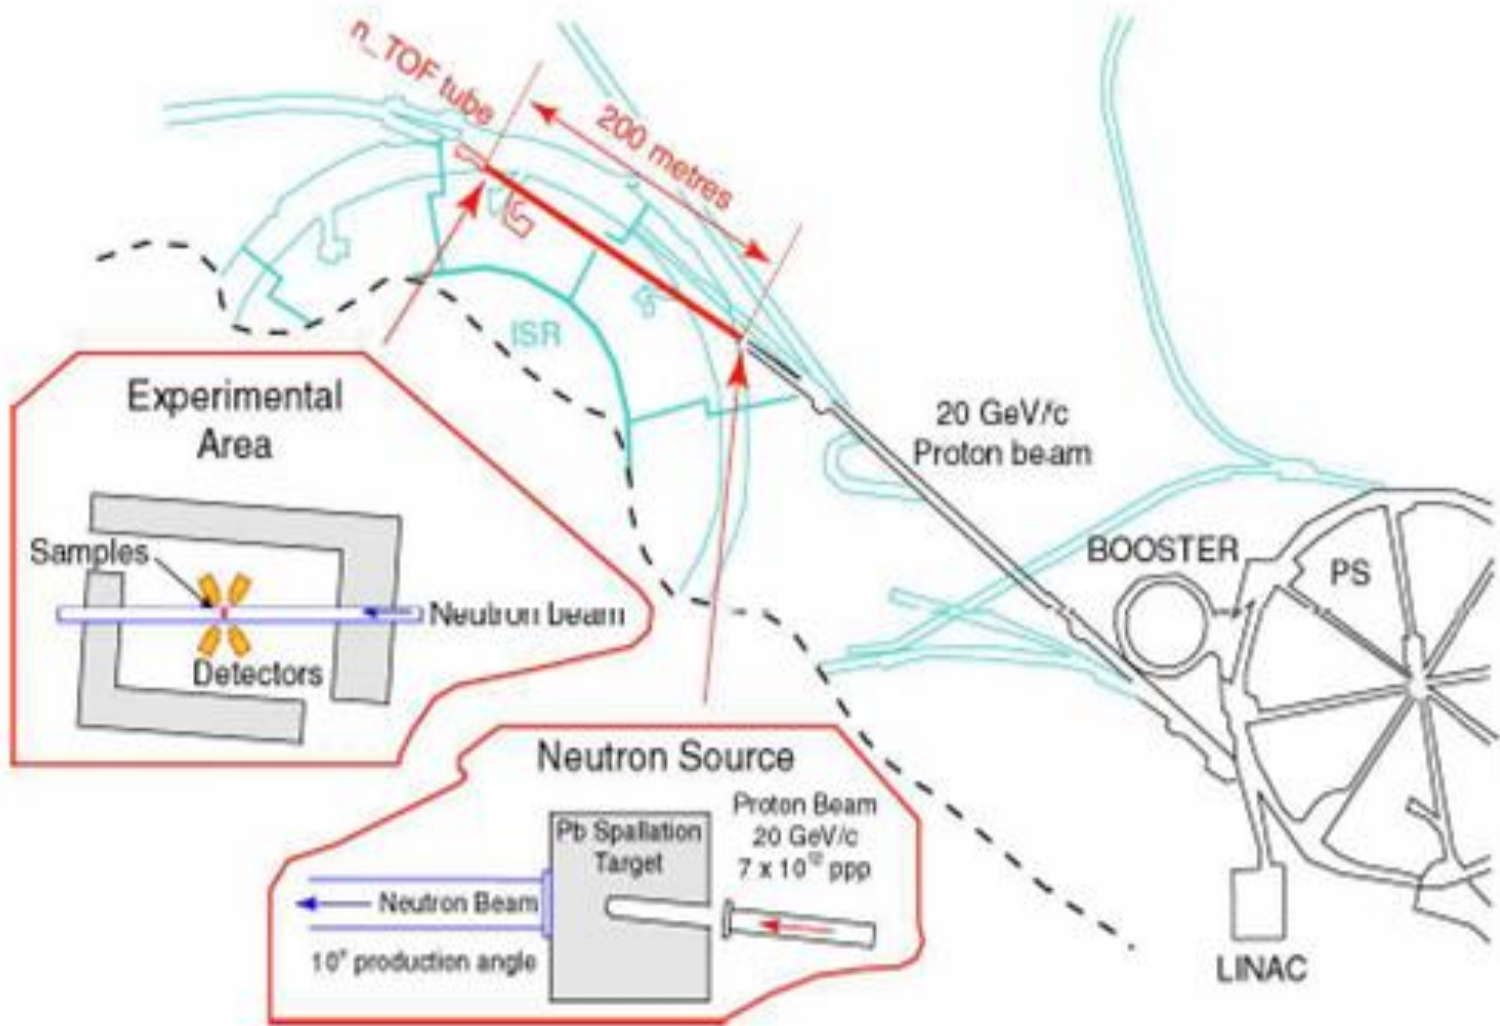 n_TOF tube
200 metres
ISR
Experimental
Area
Samples
Neutron beam
Detectors
20 GeV/c
Proton beam
BOOSTER
PS
LINAC
Neutron Source
Pb Spallation
Target
Proton Beam
20 GeV/c
7 x 10¹² ppp
Neutron Beam
10° production angle